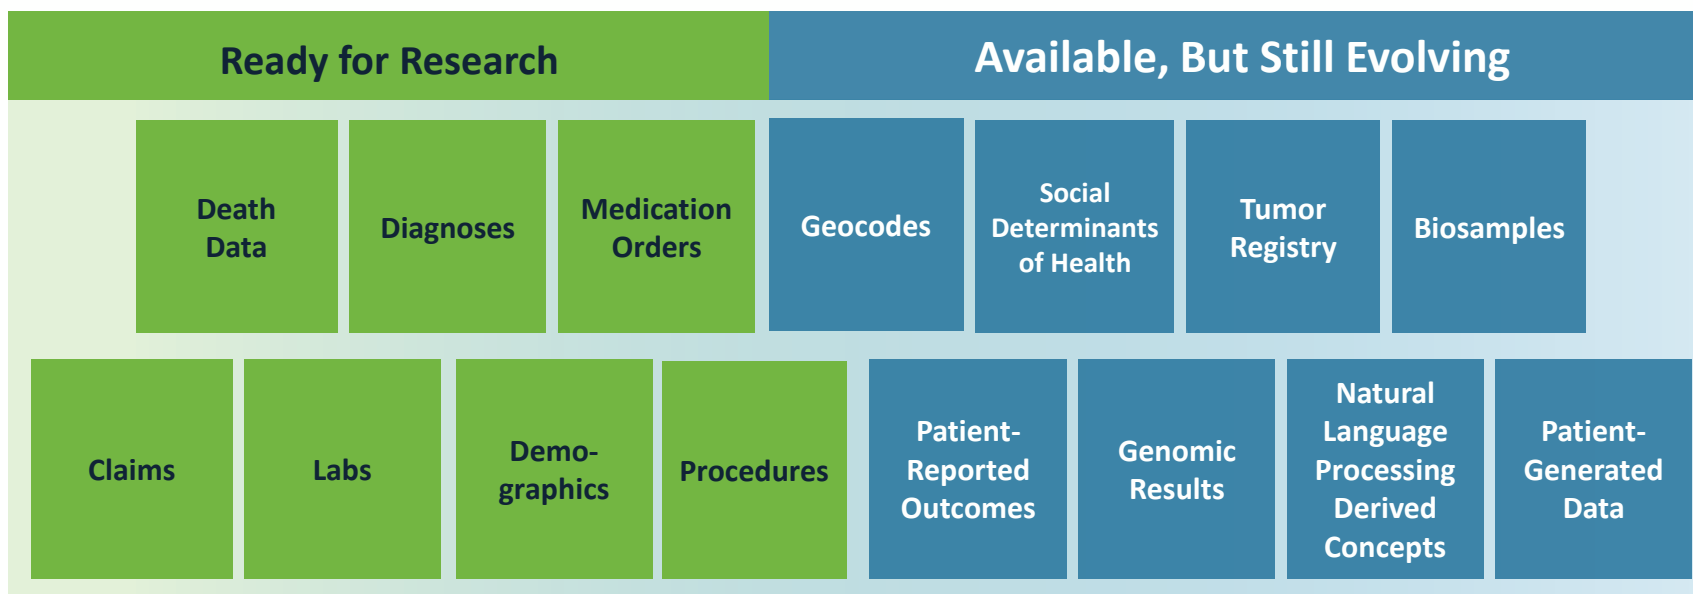 Ready for Research
Available, But Still Evolving
Death
Data
Diagnoses
Medication
Orders
Geocodes
Social
Determinants
of Health
Tumor
Registry
Biosamples
Claims
Labs
Demo-
graphics
Procedures
Patient-
Reported
Outcomes
Genomic
Results
Natural
Language
Processing
Derived
Concepts
Patient-
Generated
Data